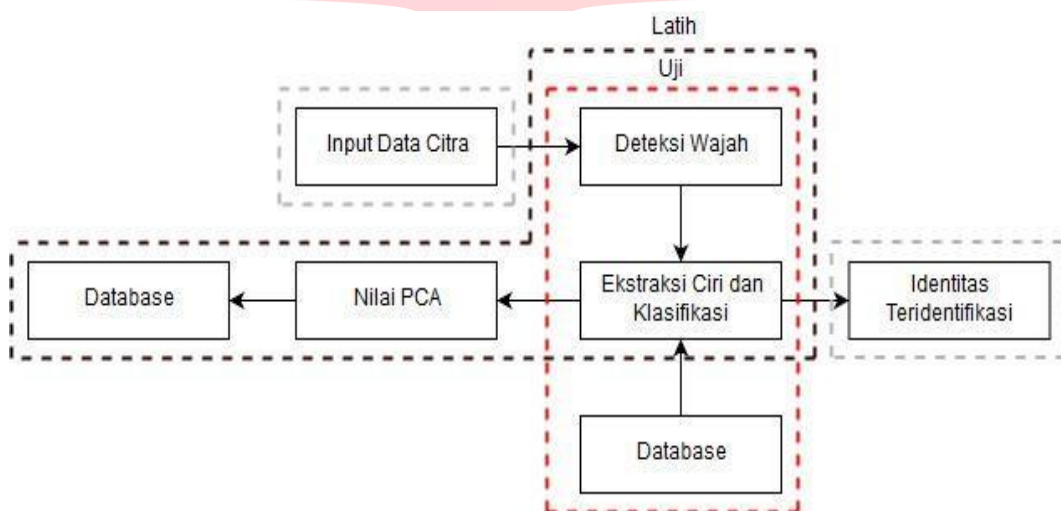 Latih
Uji
Input Data Citra
Deteksi Wajah
Database
Nilai PCA
Ekstraksi Ciri dan
Klasifikasi
Identitas
Teridentifikasi
Database